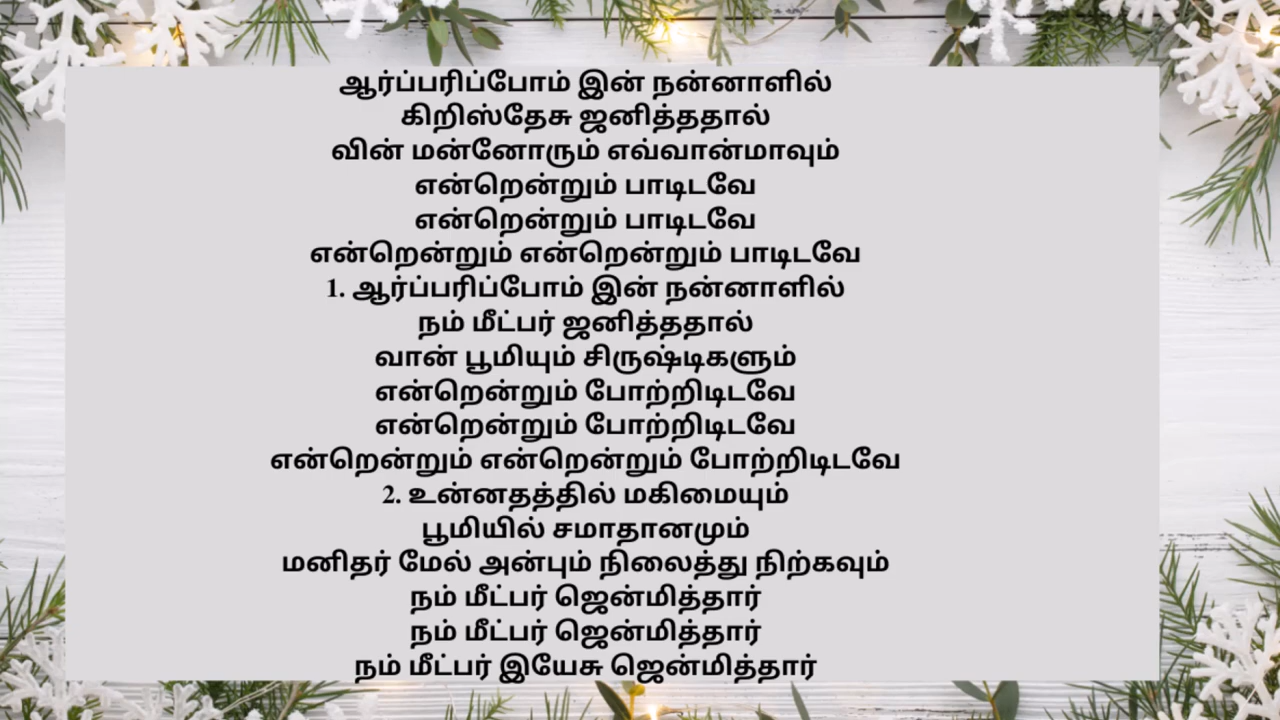 ஆர்ப்பரிப்போம் இன் நன்னாளில்
கிறிஸ்தேசு ஜனித்ததால்
வின் மன்னோரும் எவ்வான்மாவும்
என்றென்றும் பாடிடவே
என்றென்றும் பாடிடவே
என்றென்றும் என்றென்றும் பாடிடவே
1. ஆர்ப்பரிப்போம் இன் நன்னாளில்
நம் மீட்பர் ஜனித்ததால்
வான் பூமியும் சிருஷ்டிகளும்
என்றென்றும் போற்றிடிடவே
என்றென்றும் போற்றிடிடவே
என்றென்றும் என்றென்றும் போற்றிடிடவே
2. உன்னதத்தில் மகிமையும்
பூமியில் சமாதானமும்
மனிதர் மேல் அன்பும் நிலைத்து நிற்கவும்
நம் மீட்பர் ஜென்மித்தார்
நம் மீட்பர் ஜென்மித்தார்
நம் மீட்பர் இயேசு ஜென்மித்தார்